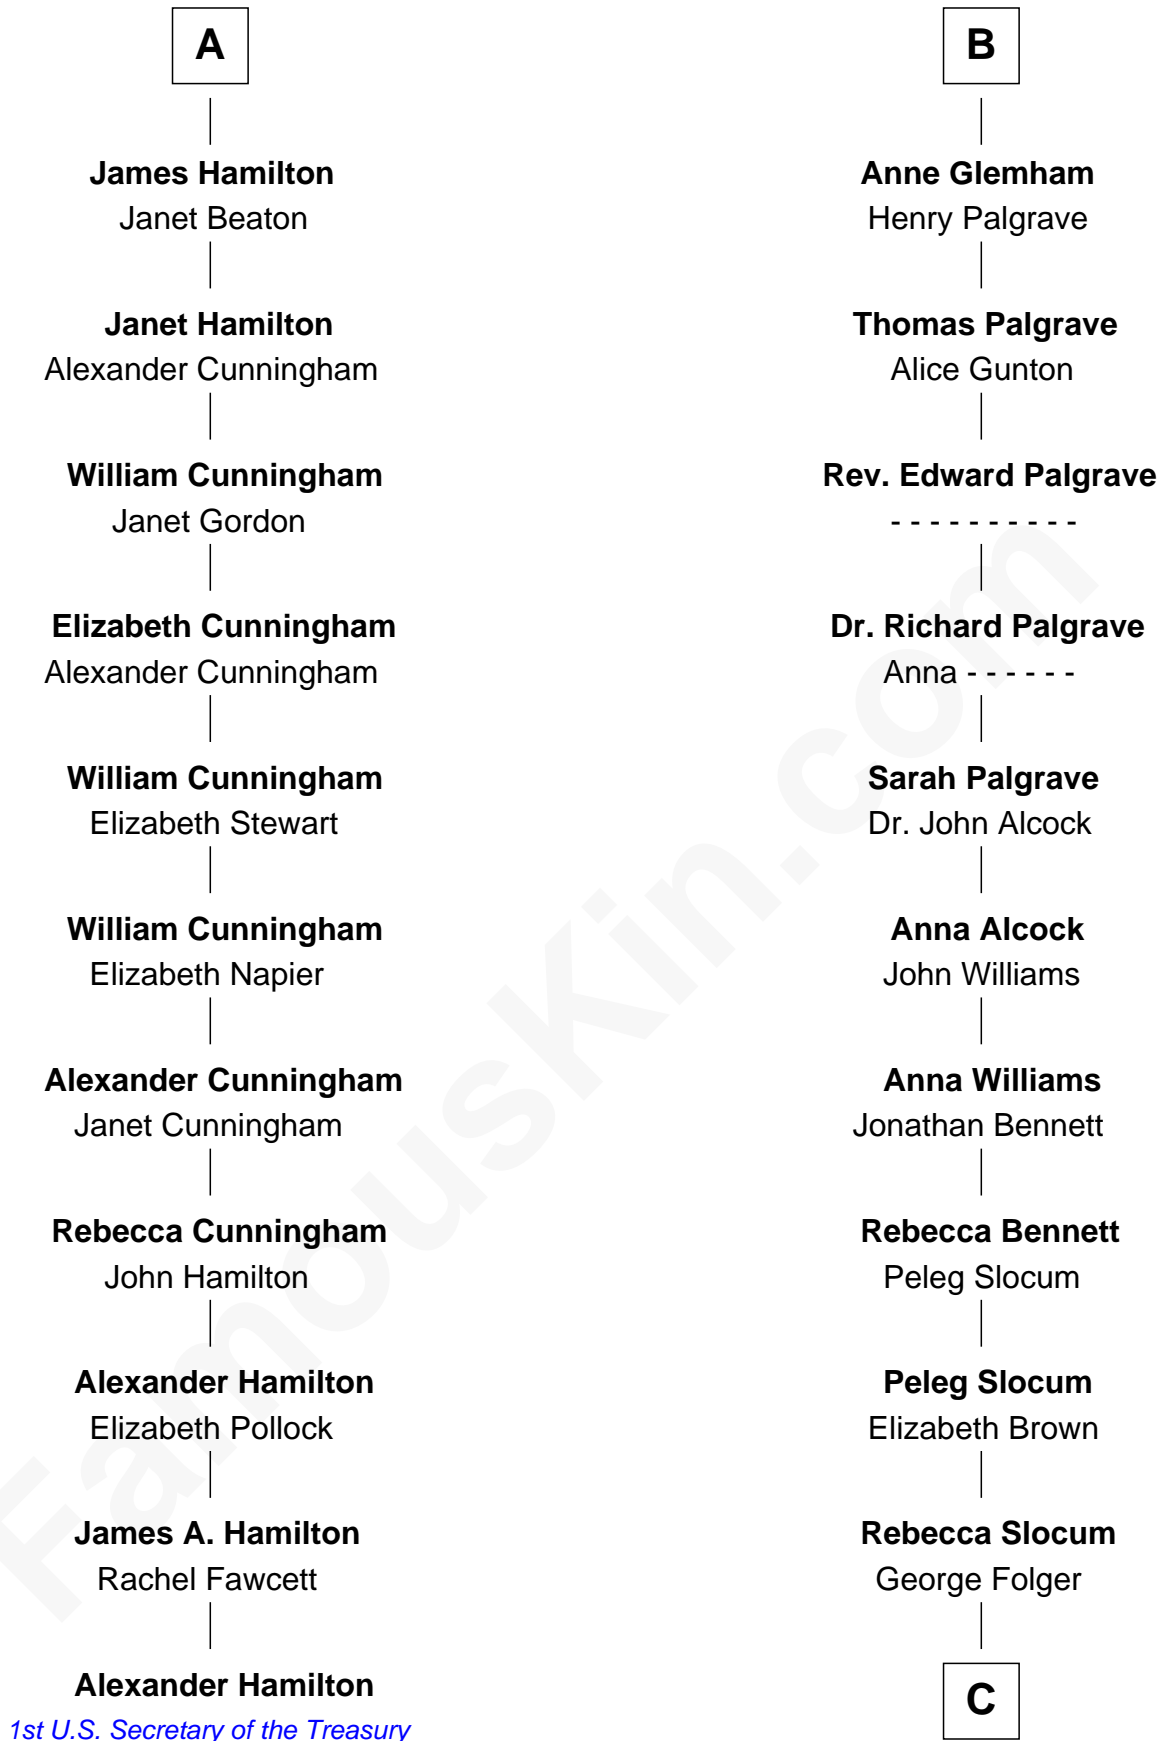 A
James Hamilton
Janet Beaton
Janet Hamilton
Alexander Cunningham
William Cunningham
Janet Gordon
Elizabeth Cunningham
Alexander Cunningham
William Cunningham
Elizabeth Stewart
William Cunningham
Elizabeth Napier
Alexander Cunningham
Janet Cunningham
Rebecca Cunningham
John Hamilton
Alexander Hamilton
Elizabeth Pollock
James A. Hamilton
Rachel Fawcett
Alexander Hamilton
1st U.S. Secretary of the Treasury
B
Anne Glemham
Henry Palgrave
Thomas Palgrave
Alice Gunton
Rev. Edward Palgrave
- - - - - - - - - -
Dr. Richard Palgrave
Anna - - - - - -
Sarah Palgrave
Dr. John Alcock
Anna Alcock
John Williams
Anna Williams
Jonathan Bennett
Rebecca Bennett
Peleg Slocum
Peleg Slocum
Elizabeth Brown
Rebecca Slocum
George Folger
C
FamousKin.com